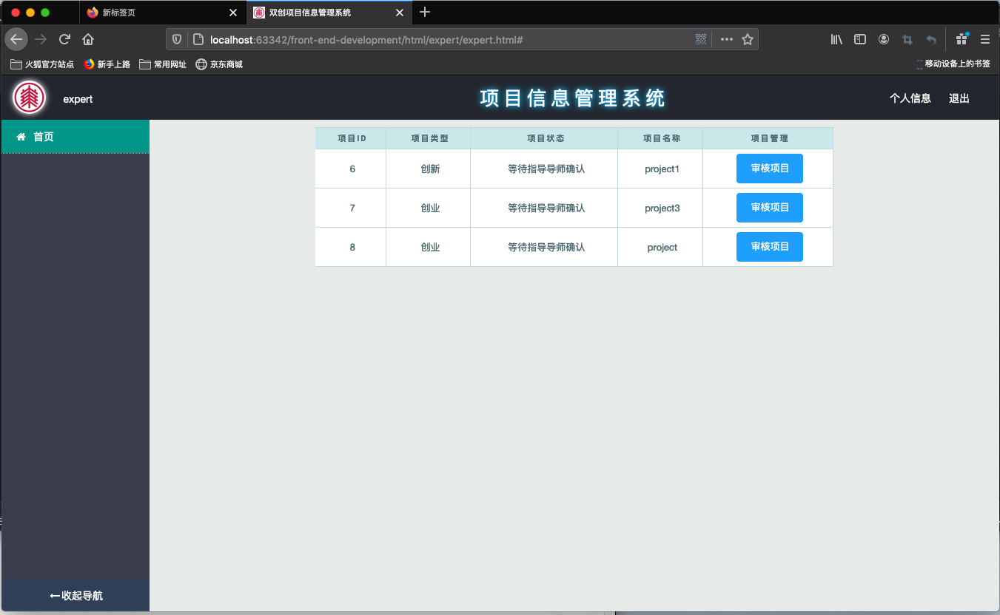 新标签页
双创项目信息管理系统
localhost:63342/front-end-development/html/expert/expert.html#
火狐官方站点 新手上路 常用网址 京东商城 移动设备上的书签
expert 项目信息管理系统 个人信息 退出
首页
项目ID 项目类型 项目状态 项目名称 项目管理
6 创新 等待指导导师确认 project1 审核项目
7 创业 等待指导导师确认 project3 审核项目
8 创业 等待指导导师确认 project 审核项目
收起导航